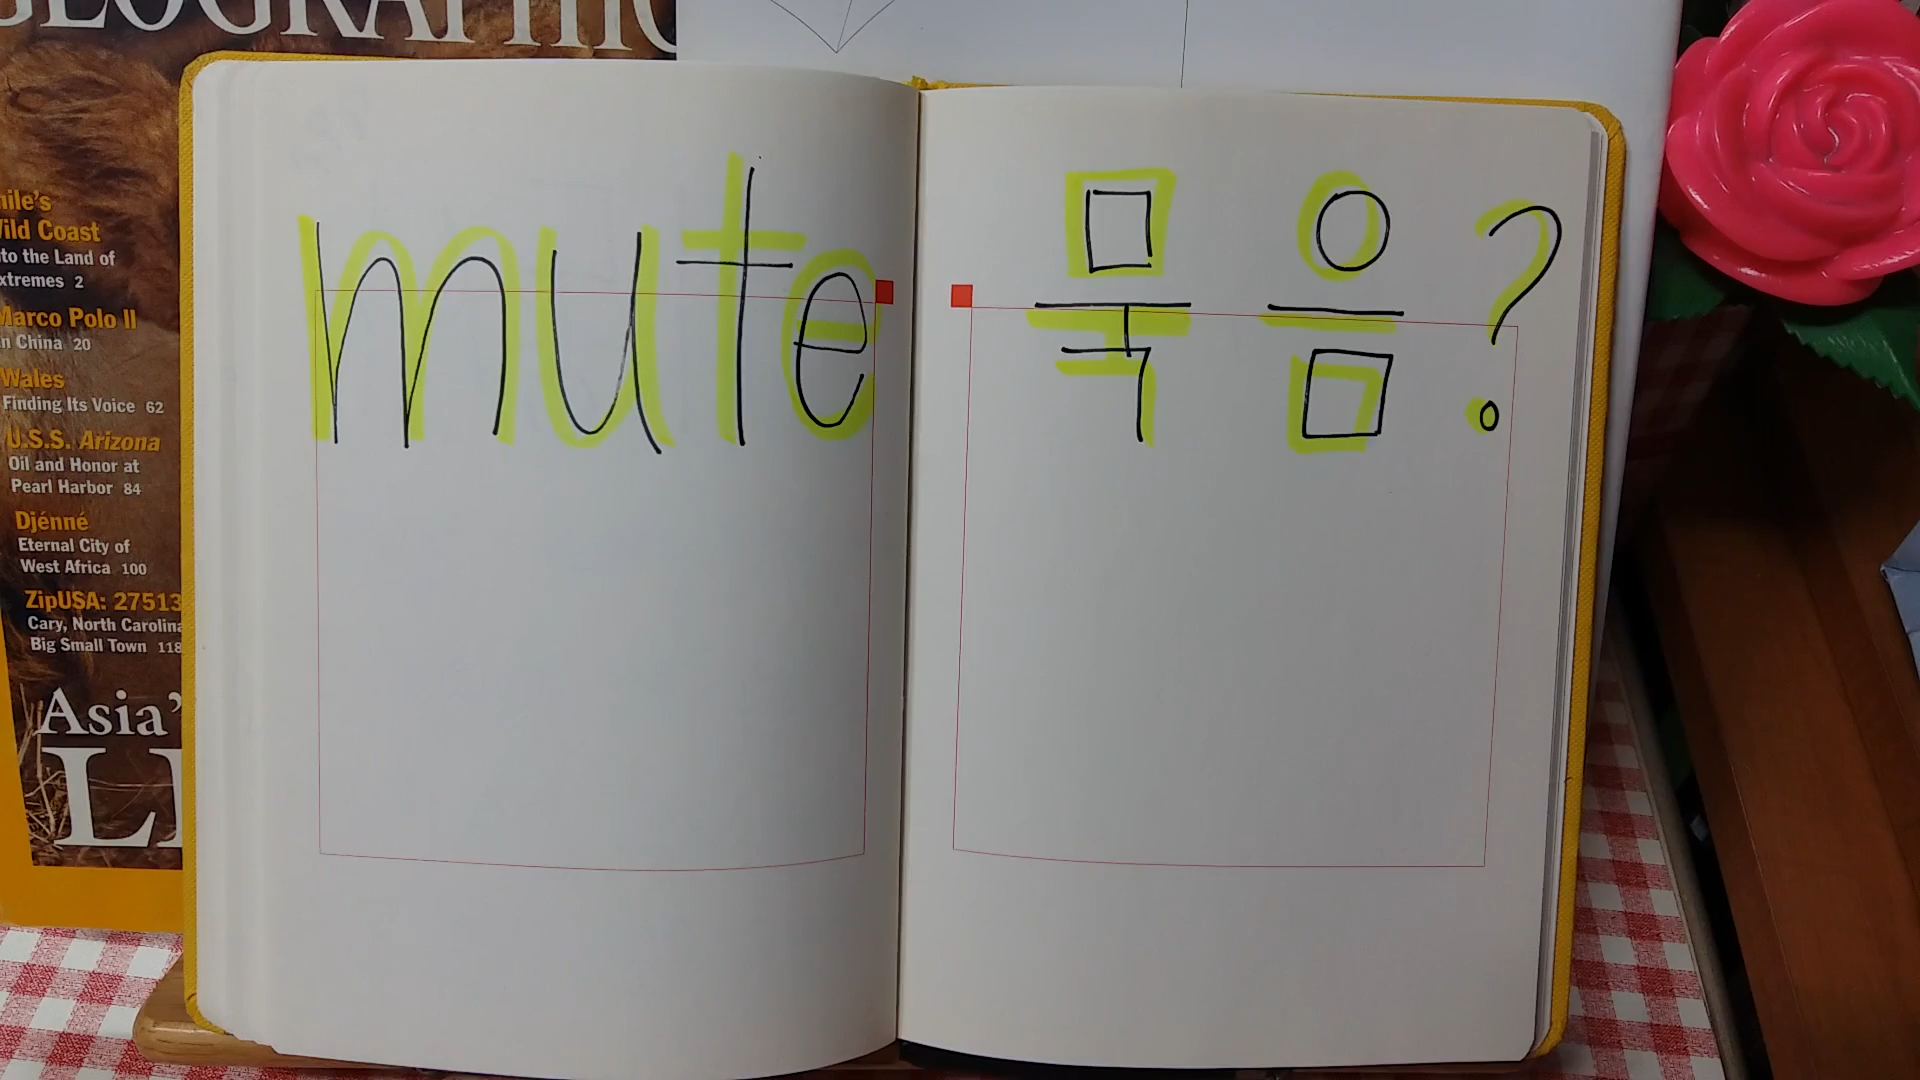 GEOGRAPHIC
Wild Coast
to the Land of
Extremes 2
Marco Polo II
in China 20
Wales
Finding Its Voice 62
U.S.S. Arizona
Oil and Honor at
Pearl Harbor 84
Djénné
Eternal City of
West Africa 100
ZipUSA: 27513
Cary, North Carolina
Big Small Town 118
Asia's
mute 묵음?